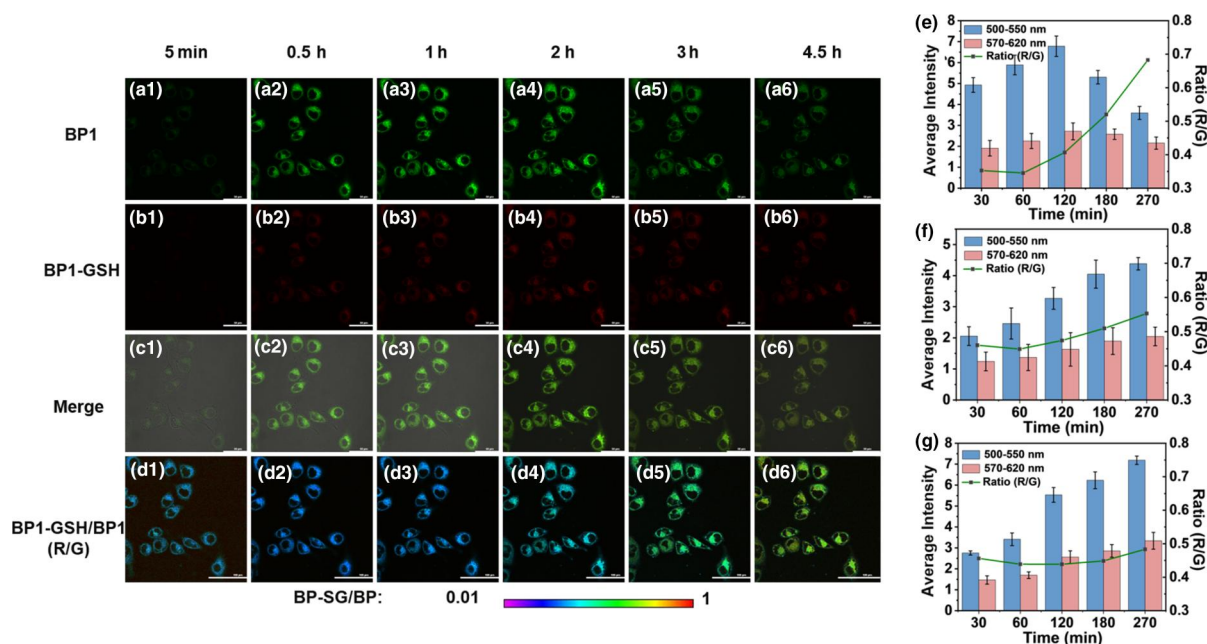 5 min 0.5 h 1 h 2 h 3 h 4.5 h
BP1
(a1) (a2) (a3) (a4) (a5) (a6)
BP1-GSH
(b1) (b2) (b3) (b4) (b5) (b6)
Merge
(c1) (c2) (c3) (c4) (c5) (c6)
BP1-GSH/BP1
(R/G)
(d1) (d2) (d3) (d4) (d5) (d6)
BP-SG/BP: 0.01 1
(e)
500-550 nm
570-620 nm
Ratio (R/G)
Average Intensity
8
7
6
5
4
3
2
1
0
0.8
0.7
0.6
0.5
0.4
0.3
Ratio (R/G)
30 60 120 180 270
Time (min)
(f)
500-550 nm
570-620 nm
Ratio (R/G)
Average Intensity
5
4
3
2
1
0
0.8
0.7
0.6
0.5
0.4
0.3
Ratio (R/G)
30 60 120 180 270
Time (min)
(g)
500-550 nm
570-620 nm
Ratio (R/G)
Average Intensity
8
7
6
5
4
3
2
1
0
0.8
0.7
0.6
0.5
0.4
0.3
Ratio (R/G)
30 60 120 180 270
Time (min)